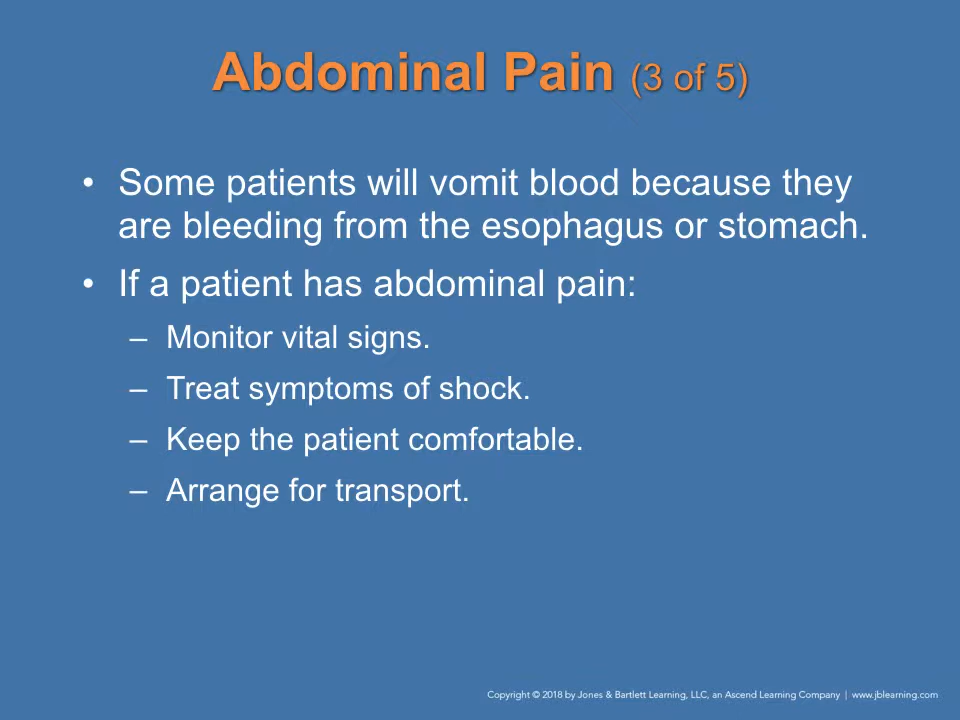 Abdominal Pain (3 of 5)
• Some patients will vomit blood because they
are bleeding from the esophagus or stomach.
• If a patient has abdominal pain:
– Monitor vital signs.
– Treat symptoms of shock.
– Keep the patient comfortable.
– Arrange for transport.
Copyright © 2018 by Jones & Bartlett Learning, LLC, an Ascend Learning Company | www.jblearning.com